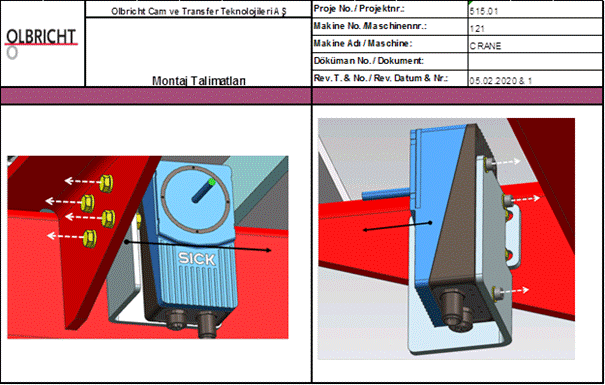 OLBRICHT
Olbricht Cam ve Transfer Teknolojileri A Ş
Montaj Talimatları
Proje No./ Projektnr.: 515.01
Makine No./Maschinennr.: 121
Makine Adı / Maschine: CRANE
Döküman No./ Dokument:
Rev.T. & No./ Rev. Datum & Nr.: 05.02.2020 & 1
SICK